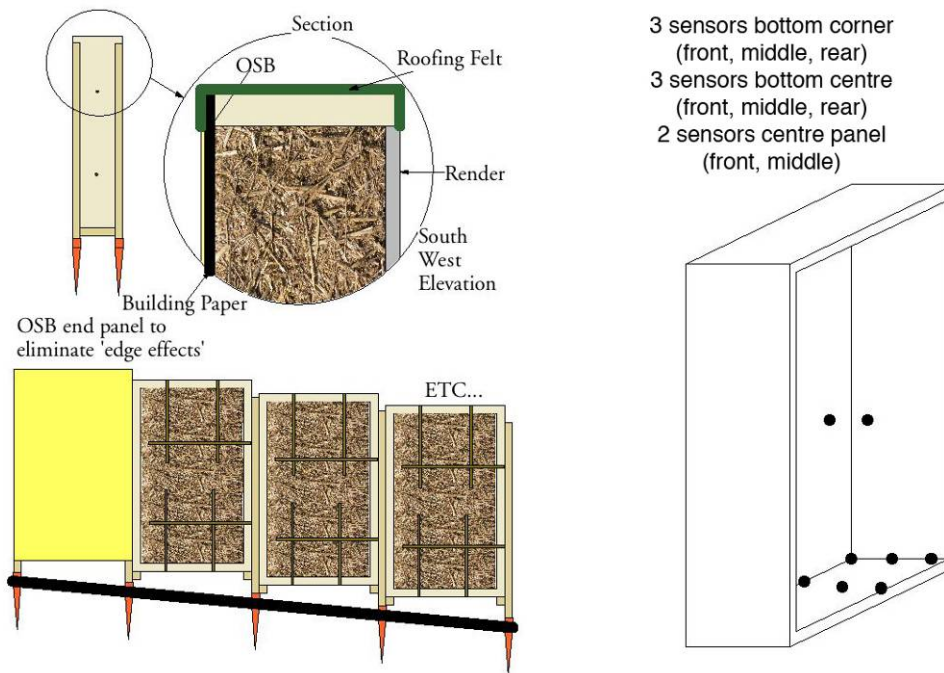 Section
OSB
Roofing Felt
Render
South
West
Elevation
Building Paper
OSB end panel to
eliminate 'edge effects'
ETC...
3 sensors bottom corner
(front, middle, rear)
3 sensors bottom centre
(front, middle, rear)
2 sensors centre panel
(front, middle)